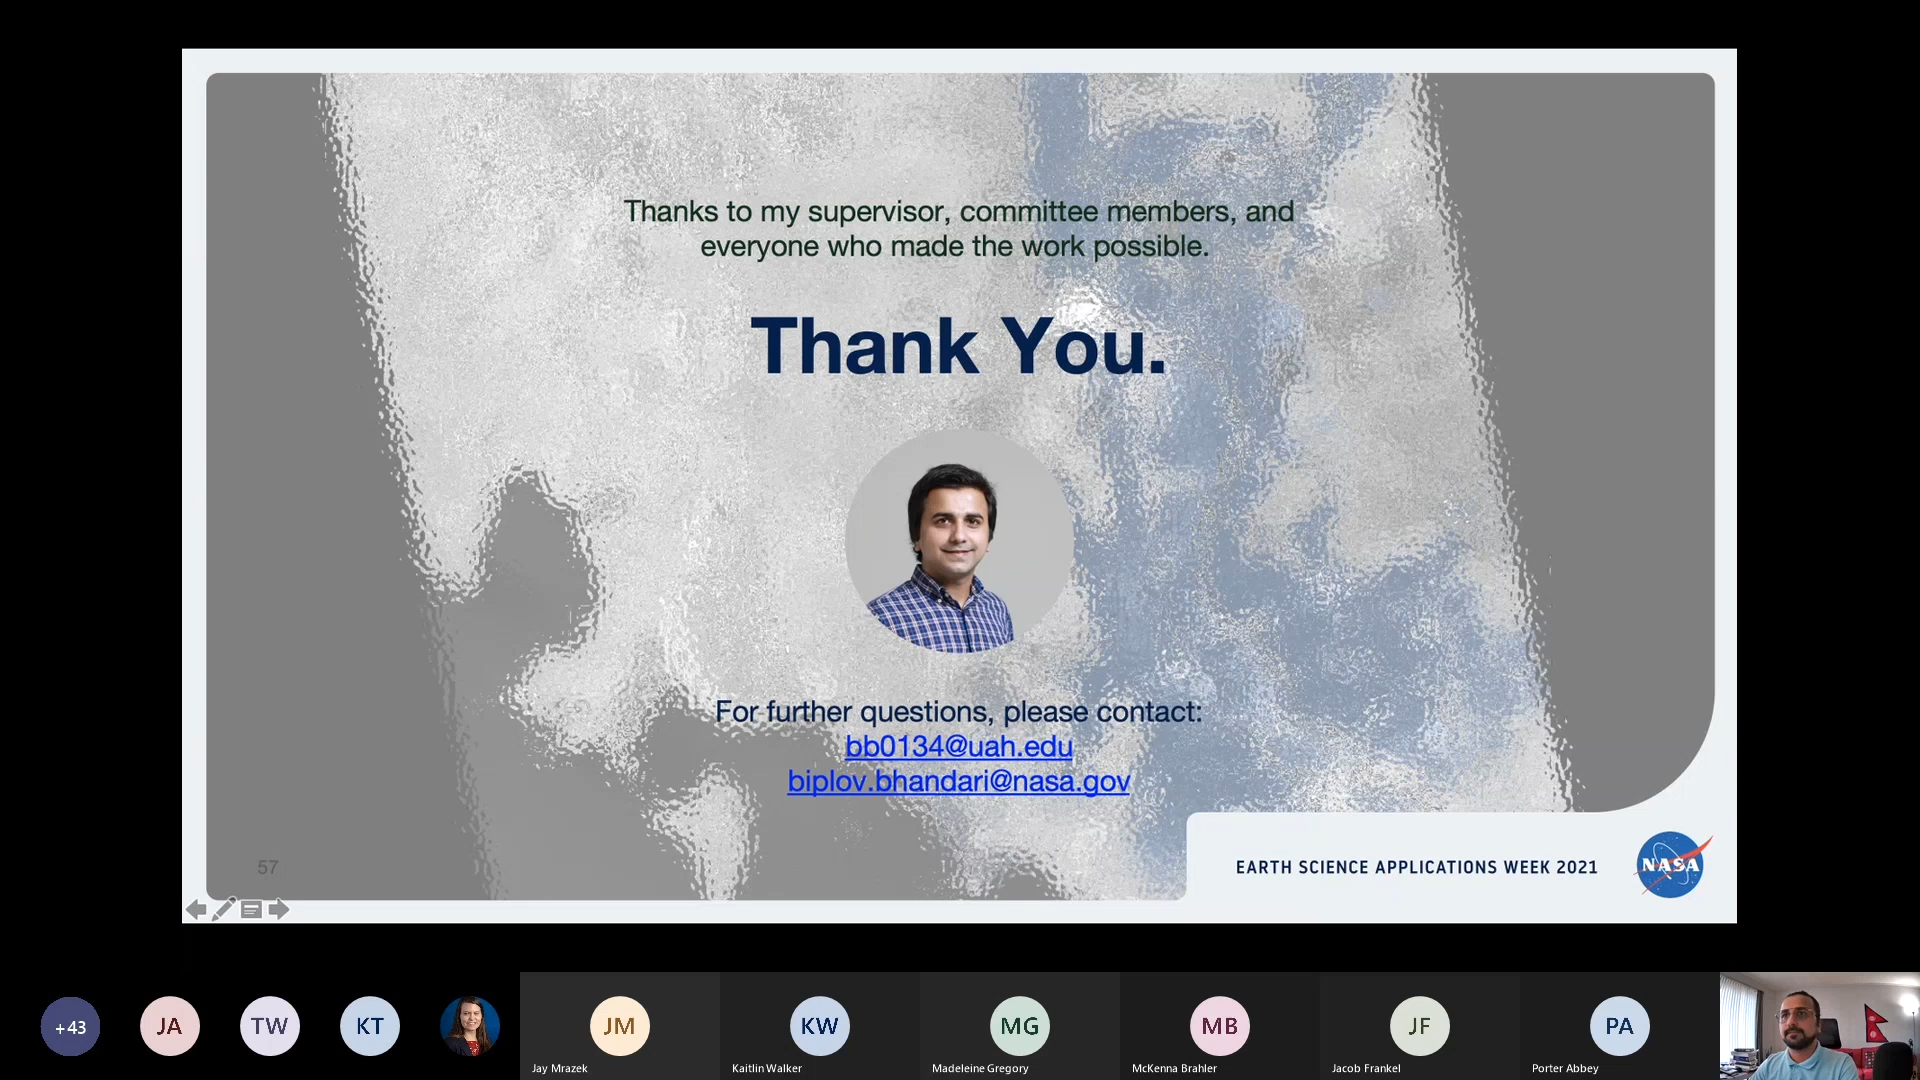 Thanks to my supervisor, committee members, and
everyone who made the work possible.
Thank You.
For further questions, please contact:
bb0134@uah.edu
biplov.bhandari@nasa.gov
57
EARTH SCIENCE APPLICATIONS WEEK 2021
NASA
+43
JA
TW
KT
JM
Jay Mrazek
KW
Kaitlin Walker
MG
Madeleine Gregory
MB
McKenna Brahler
JF
Jacob Frankel
PA
Porter Abbey